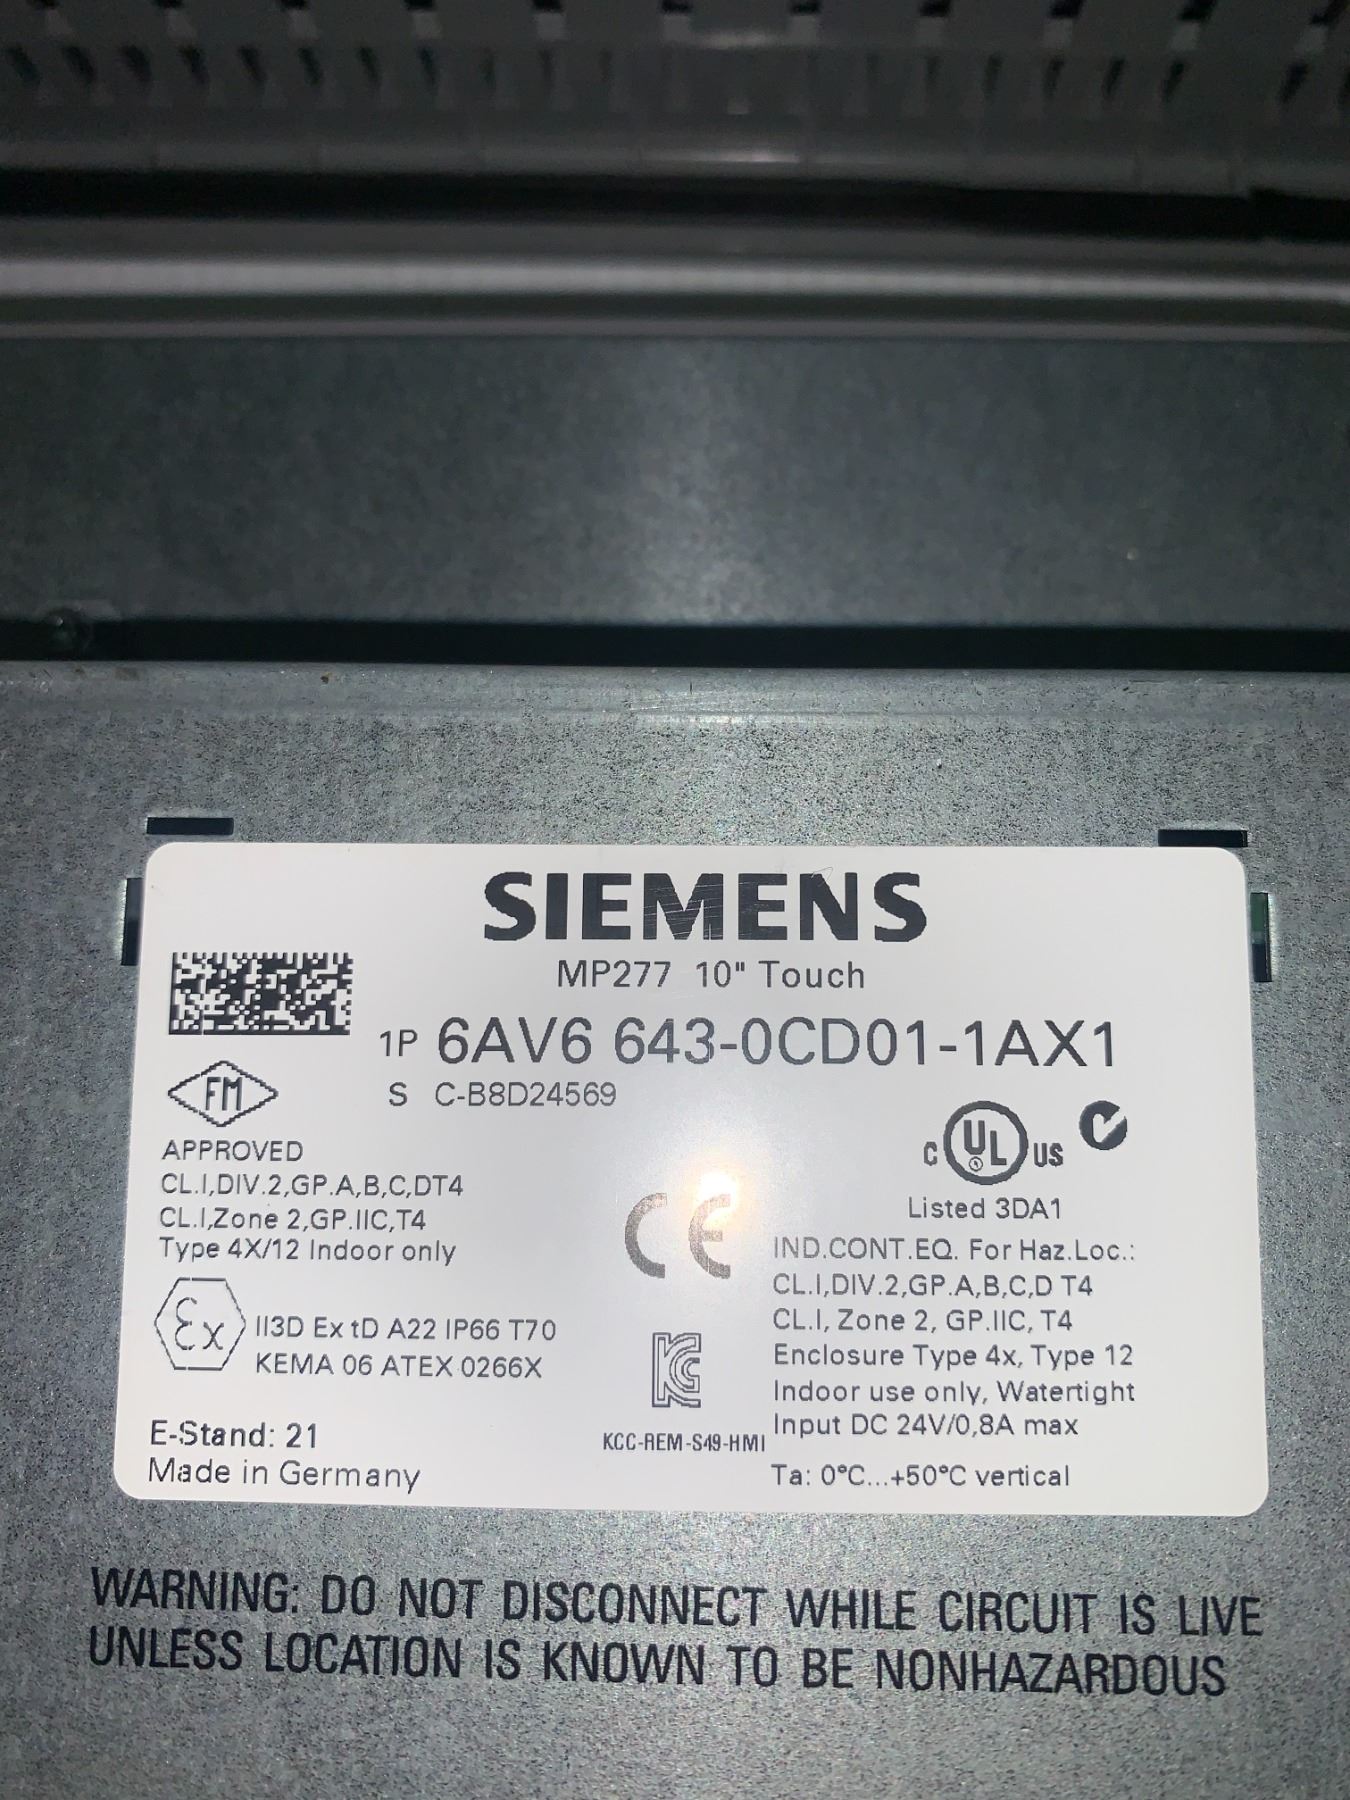 SIEMENS
MP277 10" Touch
1P 6AV6 643-0CD01-1AX1
S C-B8D24569
FM
APPROVED
CL.I,DIV.2,GP.A,B,C,DT4
CL.I,Zone 2,GP.IIC,T4
Type 4X/12 Indoor only
Ex II3D Ex tD A22 IP66 T70
KEMA 06 ATEX 0266X
E-Stand: 21
Made in Germany
CE
KC
KCC-REM-S49-HMI
C UL US
Listed 3DA1
IND.CONT.EQ. For Haz.Loc.:
CL.I,DIV.2,GP.A,B,C,D T4
CL.I, Zone 2, GP.IIC, T4
Enclosure Type 4x, Type 12
Indoor use only, Watertight
Input DC 24V/0,8A max
Ta: 0°C...+50°C vertical
WARNING: DO NOT DISCONNECT WHILE CIRCUIT IS LIVE
UNLESS LOCATION IS KNOWN TO BE NONHAZARDOUS